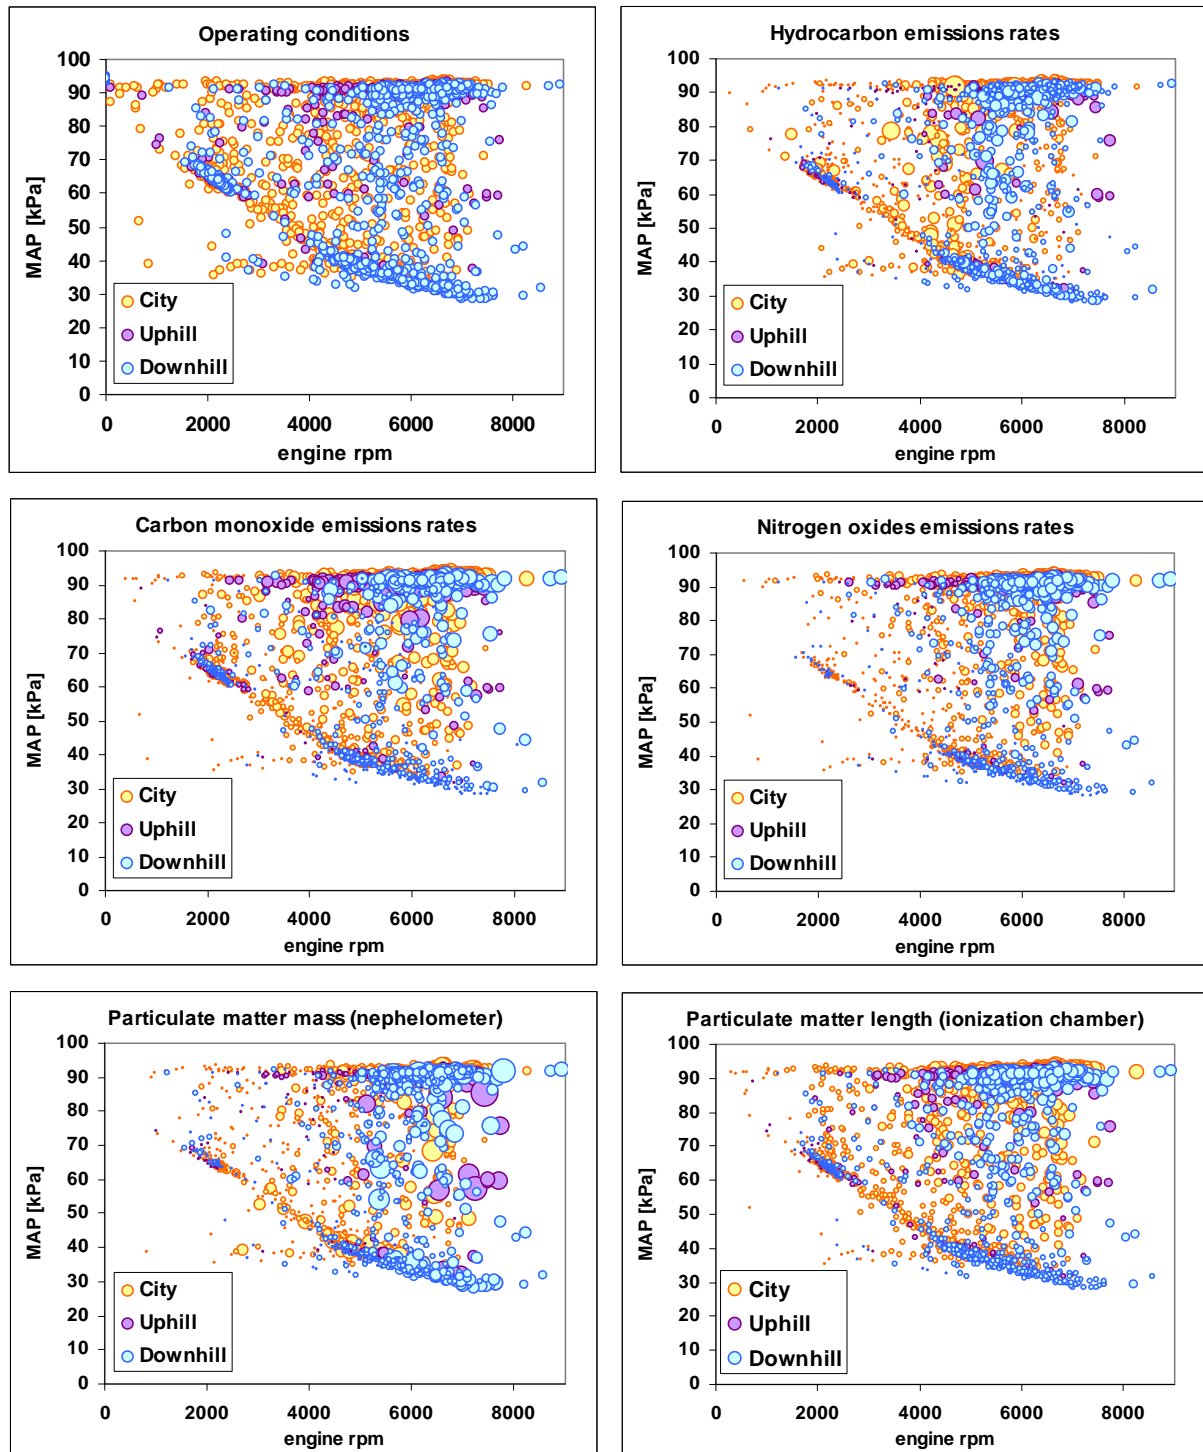 Operating conditions
100
90
80
70
60
50
40
30
20
10
0
MAP [kPa]
City
Uphill
Downhill
0 2000 4000 6000 8000
engine rpm
Hydrocarbon emissions rates
100
90
80
70
60
50
40
30
20
10
0
MAP [kPa]
City
Uphill
Downhill
0 2000 4000 6000 8000
engine rpm
Carbon monoxide emissions rates
100
90
80
70
60
50
40
30
20
10
0
MAP [kPa]
City
Uphill
Downhill
0 2000 4000 6000 8000
engine rpm
Nitrogen oxides emissions rates
100
90
80
70
60
50
40
30
20
10
0
MAP [kPa]
City
Uphill
Downhill
0 2000 4000 6000 8000
engine rpm
Particulate matter mass (nephelometer)
100
90
80
70
60
50
40
30
20
10
0
MAP [kPa]
City
Uphill
Downhill
0 2000 4000 6000 8000
engine rpm
Particulate matter length (ionization chamber)
100
90
80
70
60
50
40
30
20
10
0
MAP [kPa]
City
Uphill
Downhill
0 2000 4000 6000 8000
engine rpm